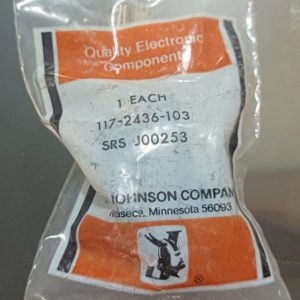 Quality Electronic
Components
1 EACH
117-2436-103
SRS J00253
JOHNSON COMPAN
Waseca, Minnesota 56093
®